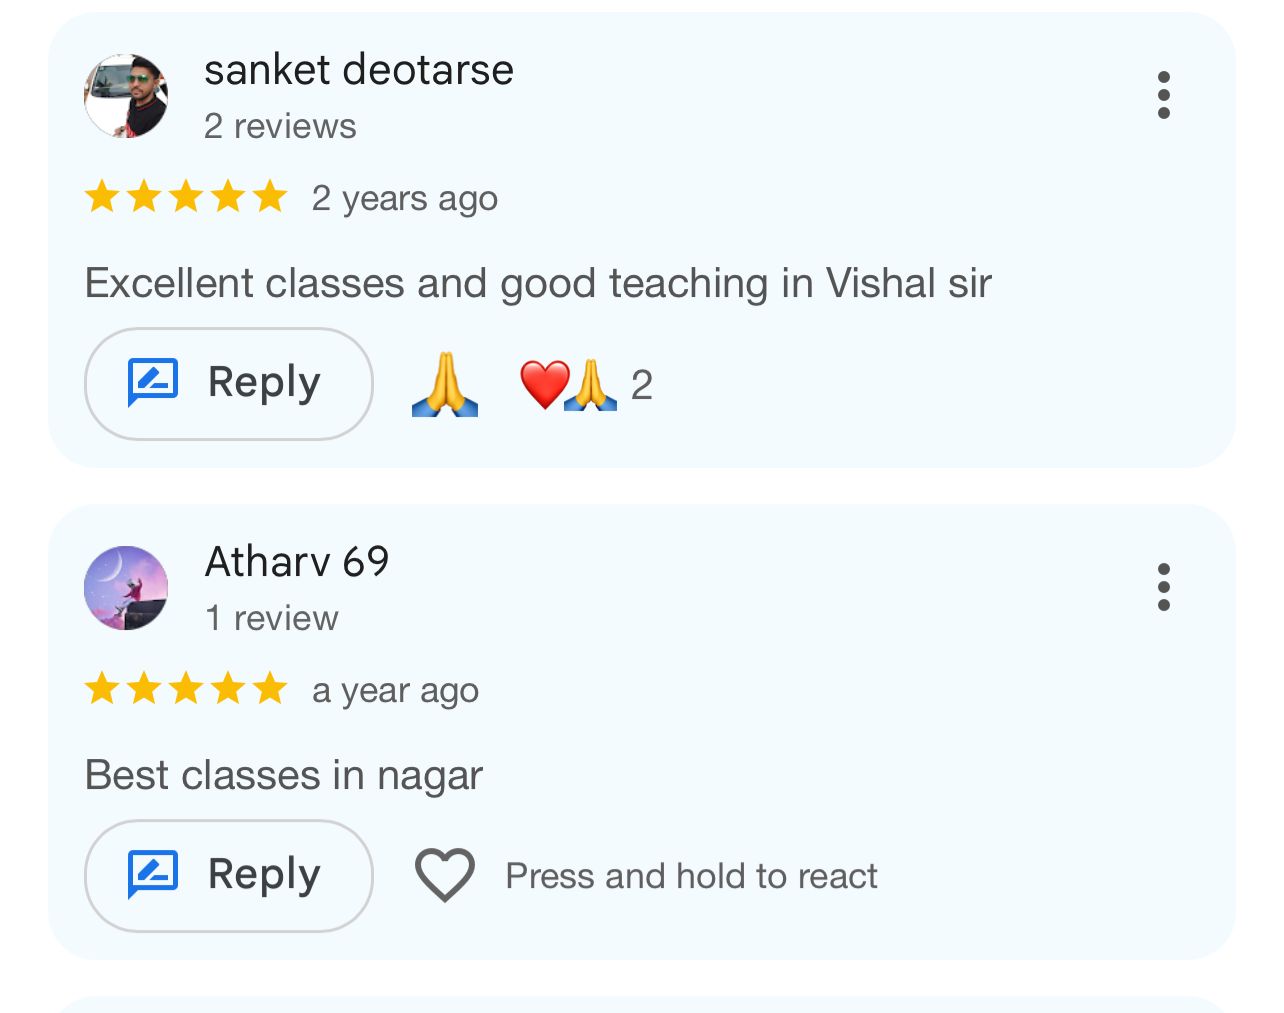 sanket deotarse
2 reviews
2 years ago
Excellent classes and good teaching in Vishal sir
Reply 🙏 ❤️🙏 2
Atharv 69
1 review
a year ago
Best classes in nagar
Reply Press and hold to react